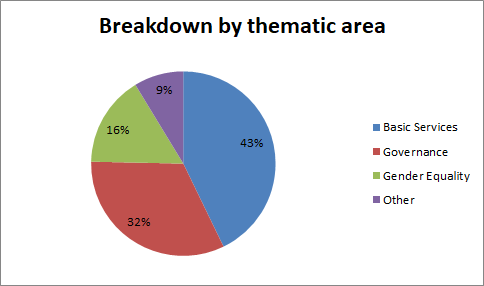 Breakdown by thematic area
9%
16%
43%
32%
Basic Services
Governance
Gender Equality
Other